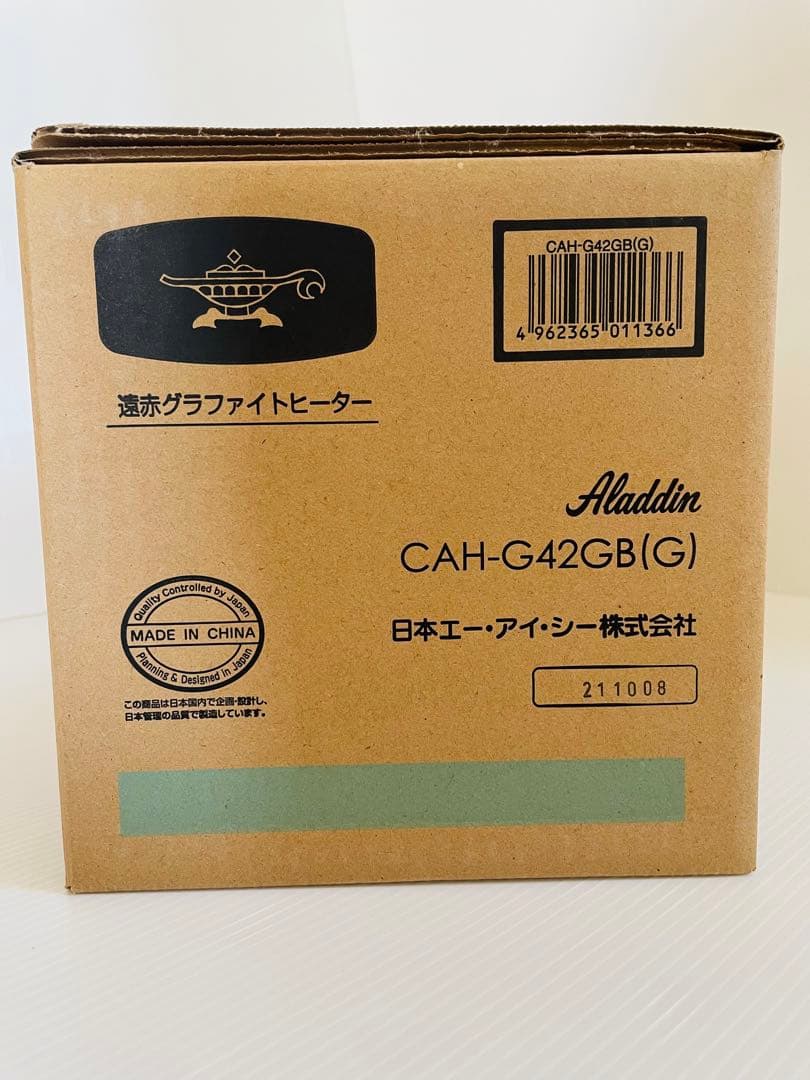 CAH-G42GB(G)
4 962365 011366
遠赤グラファイトヒーター
Aladdin
CAH-G42GB(G)
Quality Controlled by Japan
MADE IN CHINA
Planning & Designed in Japan
日本エー・アイ・シー株式会社
211008
この商品は日本国内で企画・設計し、
日本管理の品質で製造しています。